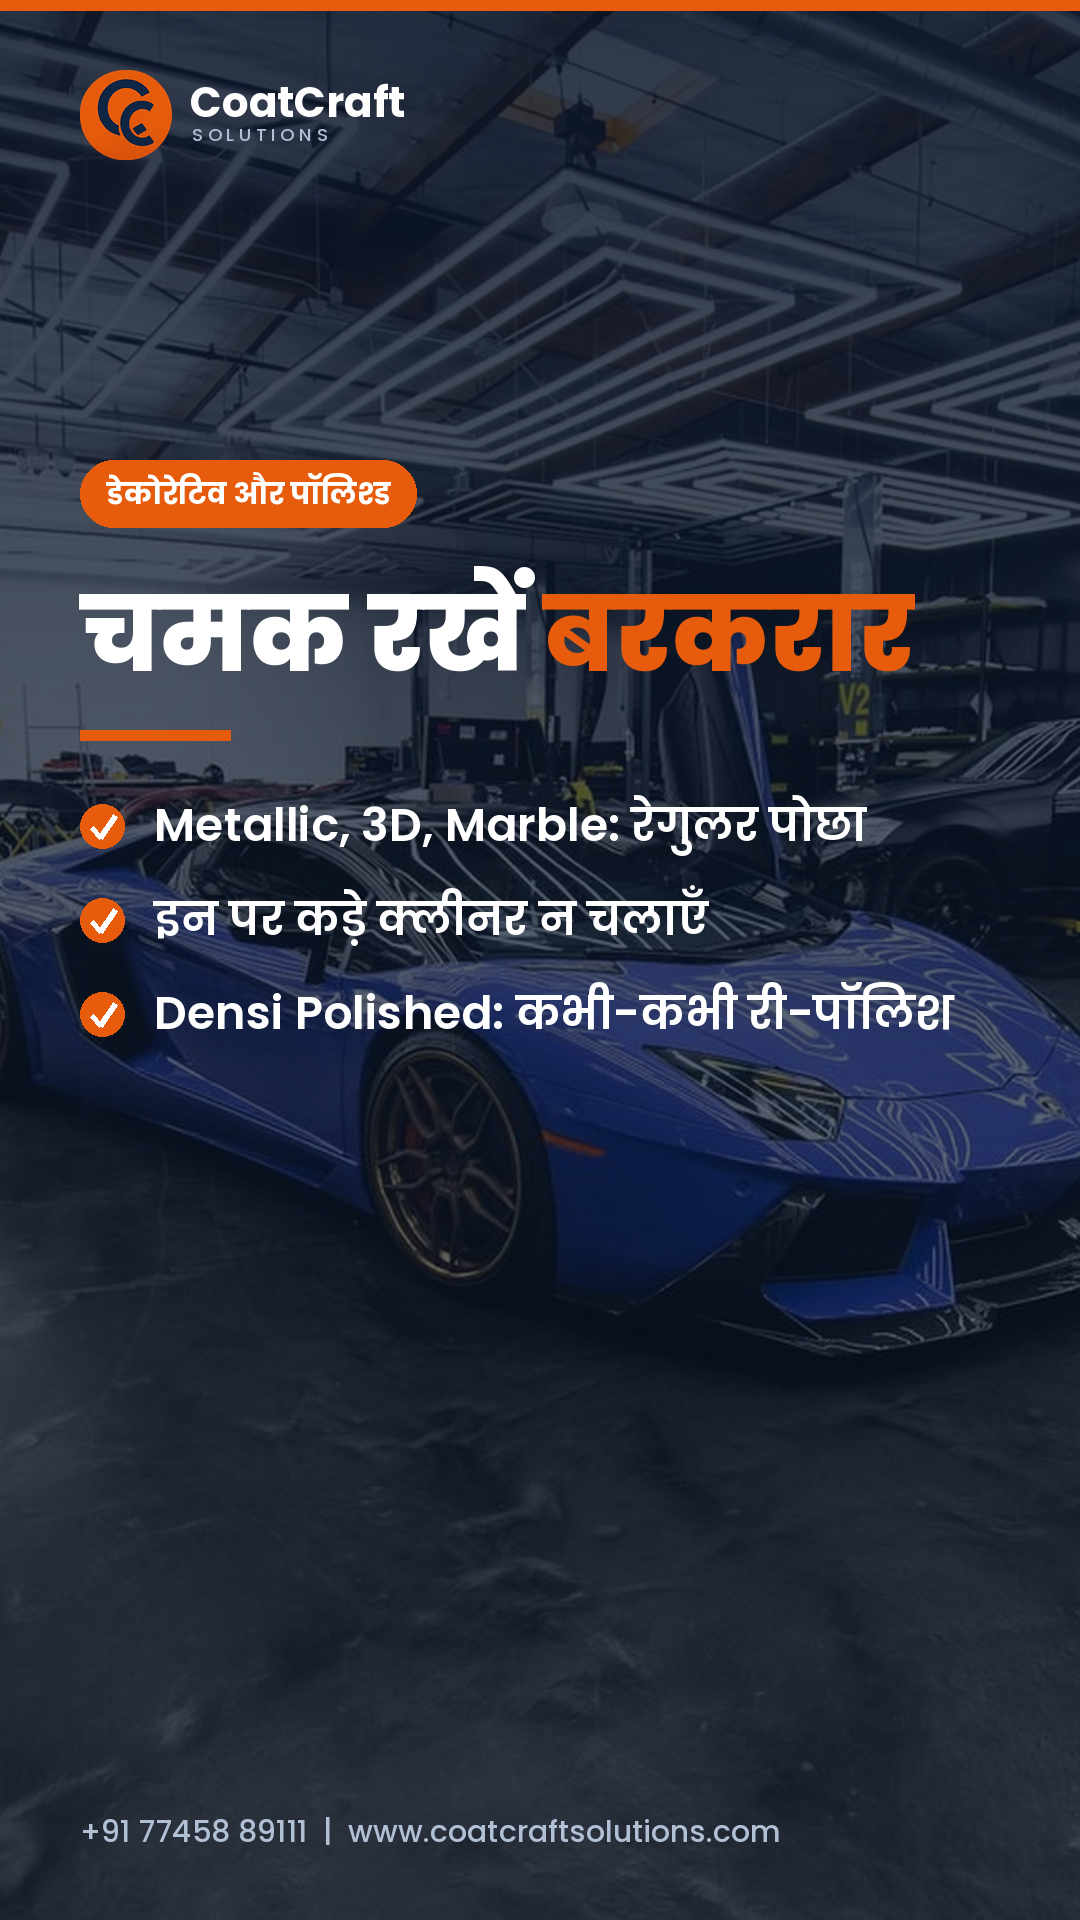 CoatCraft
SOLUTIONS
डेकोरेटिव और पॉलिश्ड
चमक रखें बरकरार
V2
Metallic, 3D, Marble: रेगुलर पोछा
इन पर कड़े क्लीनर न चलाएँ
Densi Polished: कभी-कभी री-पॉलिश
+91 77458 89111 | www.coatcraftsolutions.com